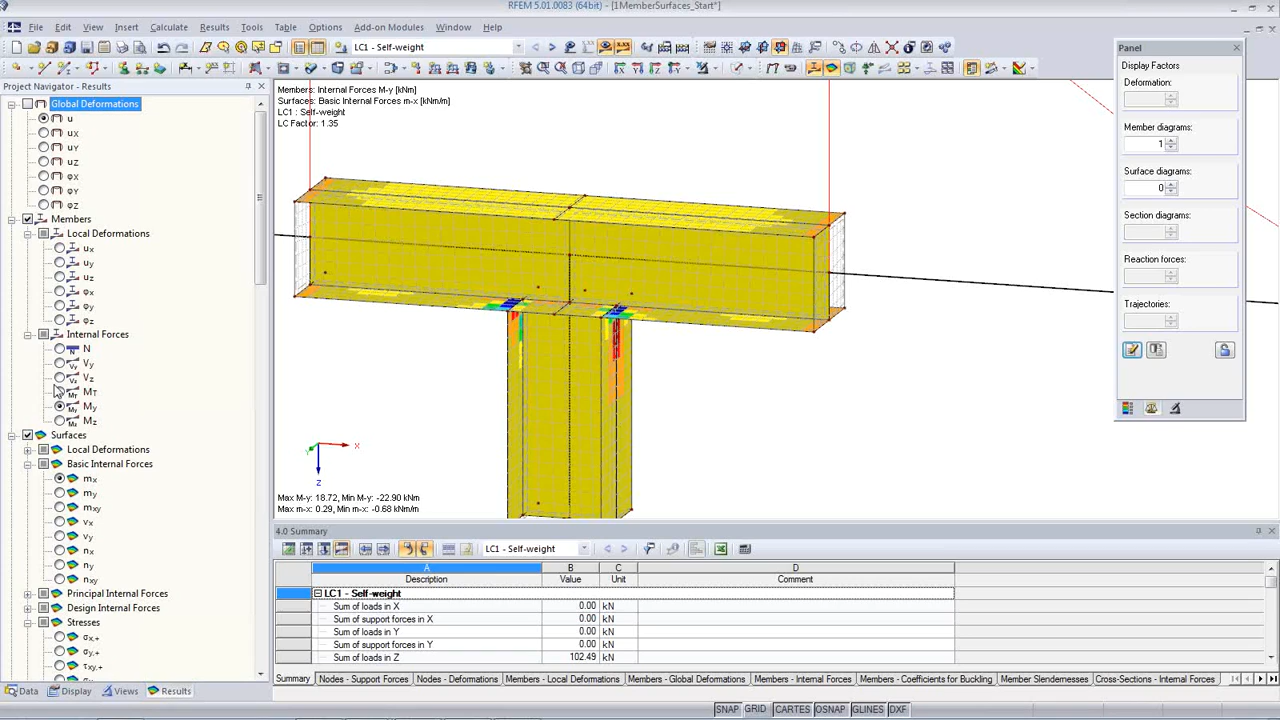 RFEM 5.01.0083 (64bit) - [1MemberSurfaces_Start*]
File Edit View Insert Calculate Results Tools Table Options Add-on Modules Window Help
LC1 - Self-weight
Project Navigator - Results
Global Deformations
u
uX
uY
uZ
φX
φY
φZ
Members
Local Deformations
ux
uy
uz
φx
φy
φz
Internal Forces
N
Vy
Vz
MT
My
Mz
Surfaces
Local Deformations
Basic Internal Forces
mx
my
mxy
vx
vy
nx
ny
nxy
Principal Internal Forces
Design Internal Forces
Stresses
σx,+
σy,+
τxy,+
Data Display Views Results
Members: Internal Forces M-y [kNm]
Surfaces: Basic Internal Forces m-x [kNm/m]
LC1 : Self-weight
LC Factor: 1.35
X
Y
Z
Max M-y: 18.72, Min M-y: -22.90 kNm
Max m-x: 0.29, Min m-x: -0.68 kNm/m
Panel
Display Factors
Deformation:
Member diagrams:
1
Surface diagrams:
0
Section diagrams:
Reaction forces:
Trajectories:
4.0 Summary
LC1 - Self-weight
A B C D
Description Value Unit Comment
LC1 - Self-weight
Sum of loads in X 0.00 kN
Sum of support forces in X 0.00 kN
Sum of loads in Y 0.00 kN
Sum of support forces in Y 0.00 kN
Sum of loads in Z 102.49 kN
Summary Nodes - Support Forces Nodes - Deformations Members - Local Deformations Members - Global Deformations Members - Internal Forces Members - Coefficients for Buckling Member Slendernesses Cross-Sections - Internal Forces
SNAP GRID CARTES OSNAP GLINES DXF